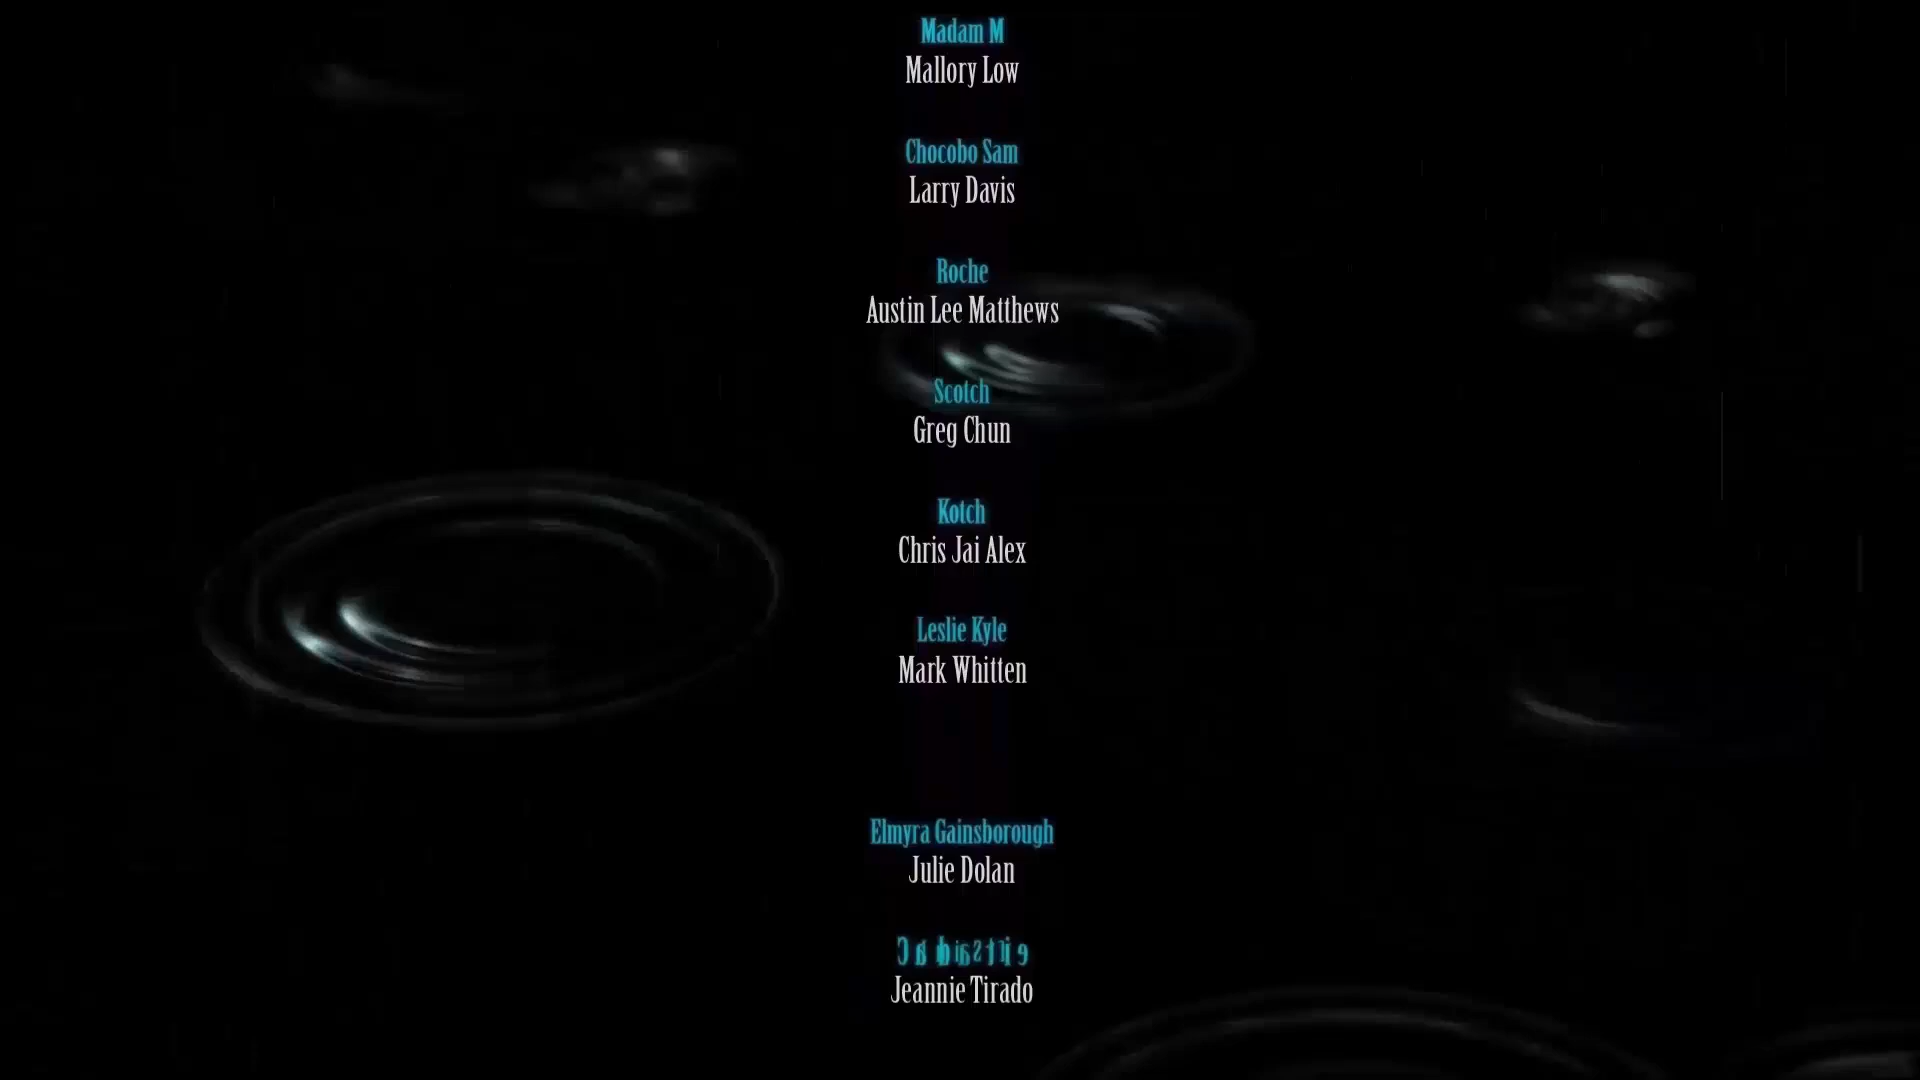 Madam M
Mallory Low
Chocobo Sam
Larry Davis
Roche
Austin Lee Matthews
Scotch
Greg Chun
Kotch
Chris Jai Alex
Leslie Kyle
Mark Whitten
Elmyra Gainsborough
Julie Dolan
Jeannie Tirado